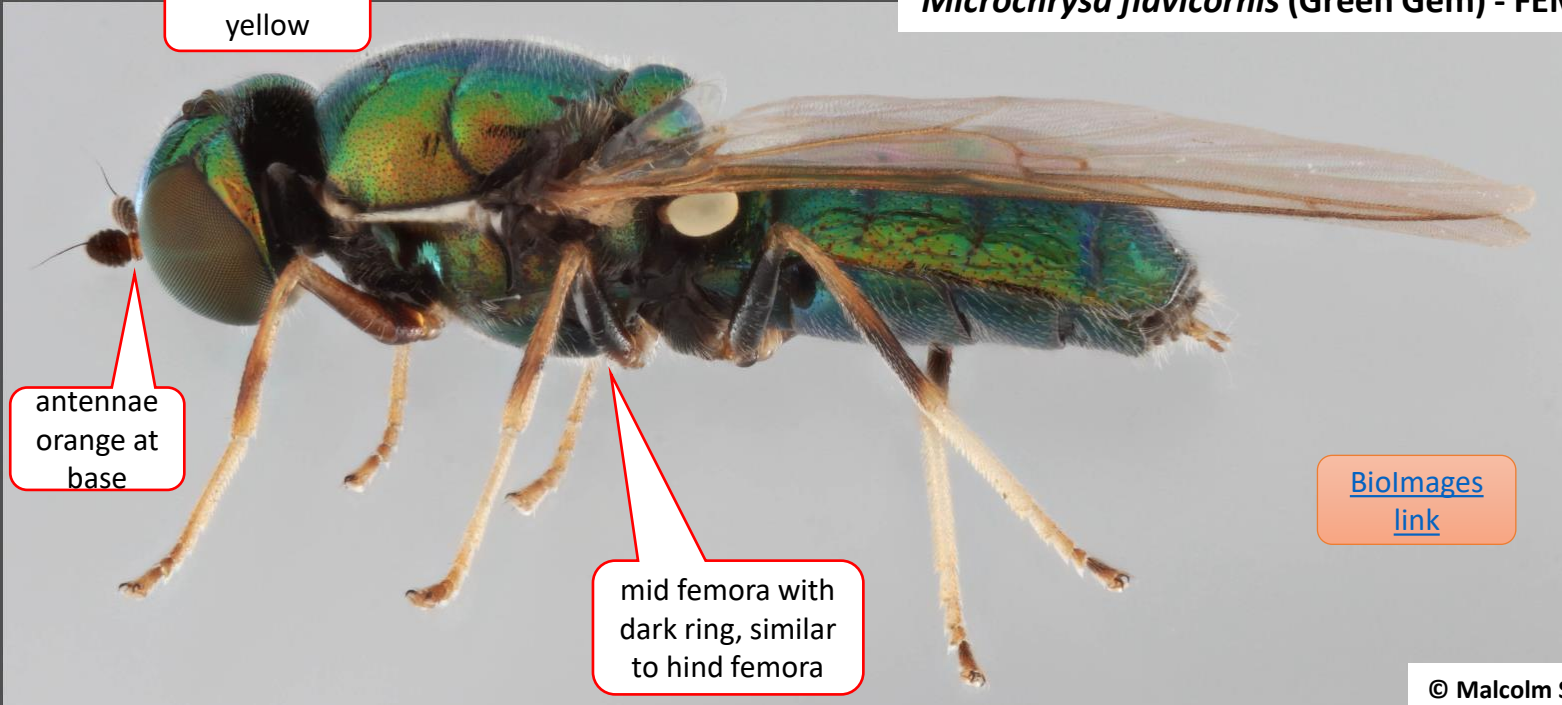 yellow
Microchrysa flavicornis (Green Gem) -
antennae
orange at
base
mid femora with
dark ring, similar
to hind femora
BioImages
link
© Malcolm